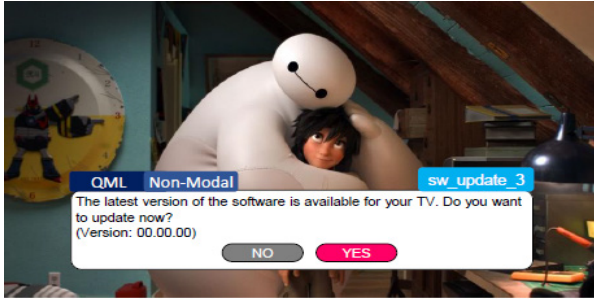 QML Non-Modal sw_update_3
The latest version of the software is available for your TV. Do you want
to update now?
(Version: 00.00.00)
NO YES